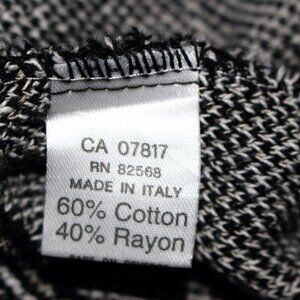 CA 07817
RN 82568
MADE IN ITALY
60% Cotton
40% Rayon